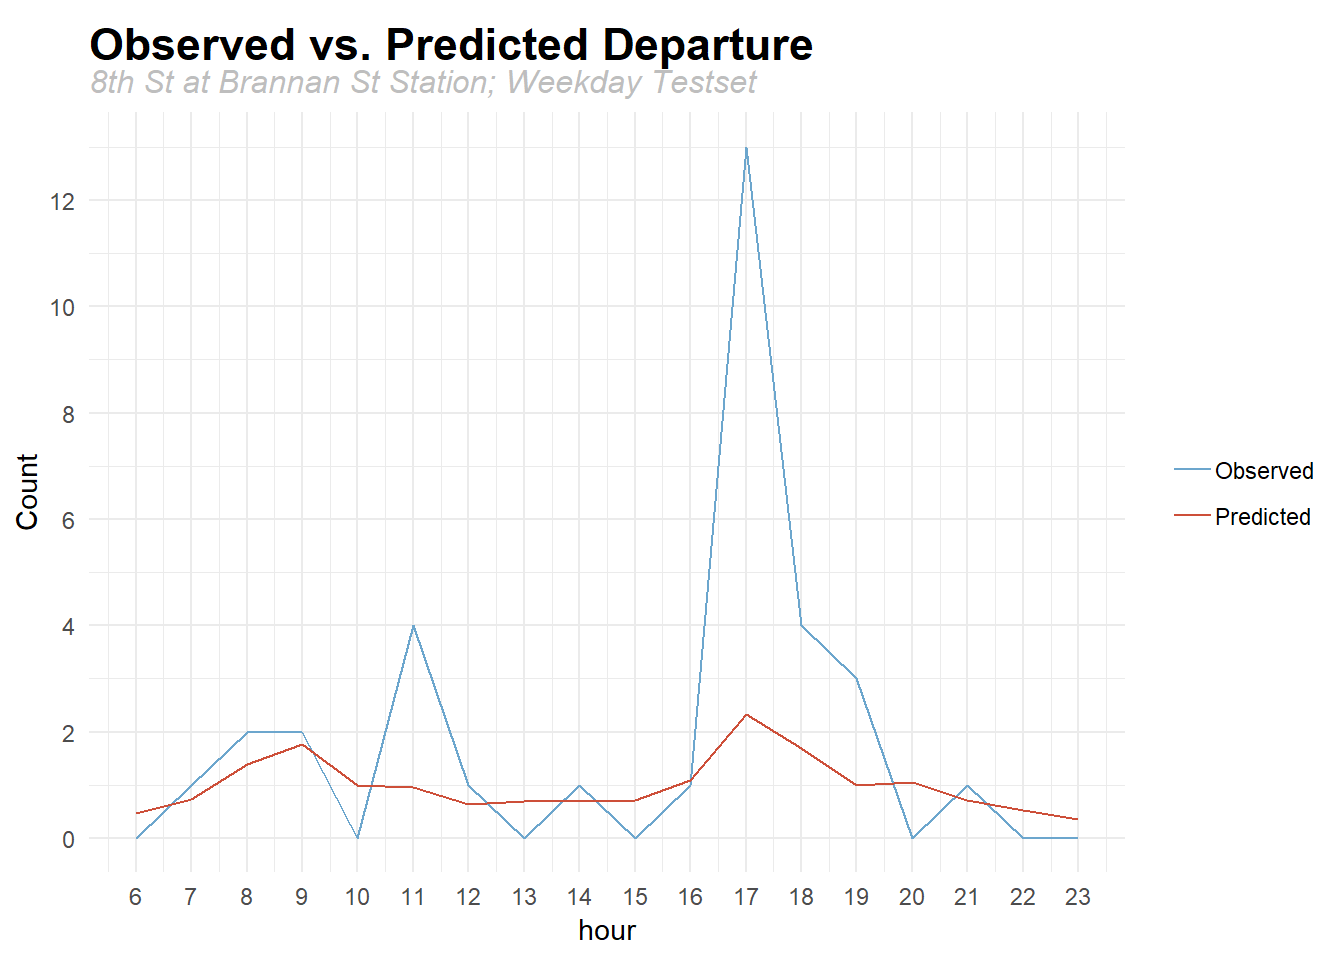 Observed vs. Predicted Departure
8th St at Brannan St Station; Weekday Testset
Count
12
10
8
6
4
2
0
6 7 8 9 10 11 12 13 14 15 16 17 18 19 20 21 22 23
hour
Observed
Predicted